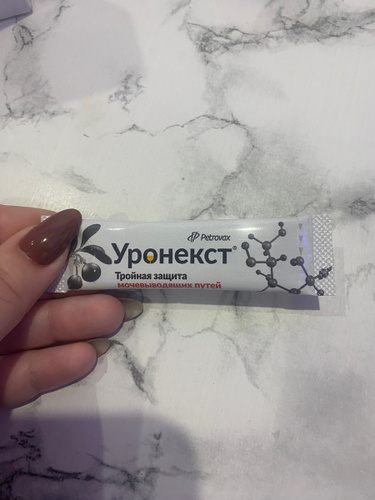 Petrovax
Уронекст®
Тройная защита
мочевыводящих путей